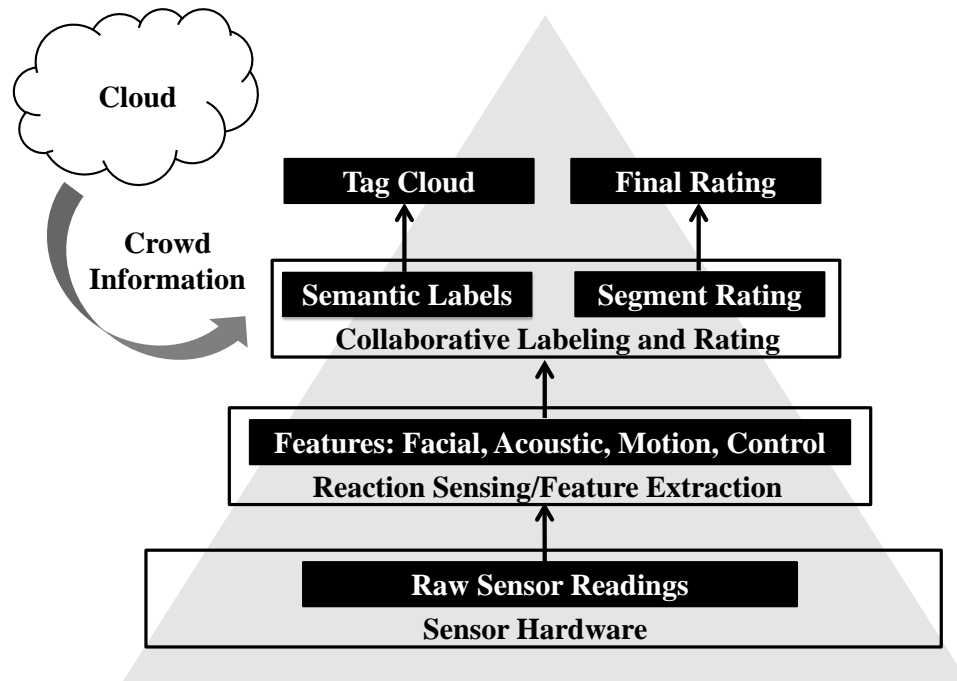 Cloud
Tag Cloud
Final Rating
Crowd
Information
Semantic Labels
Segment Rating
Collaborative Labeling and Rating
Features: Facial, Acoustic, Motion, Control
Reaction Sensing/Feature Extraction
Raw Sensor Readings
Sensor Hardware